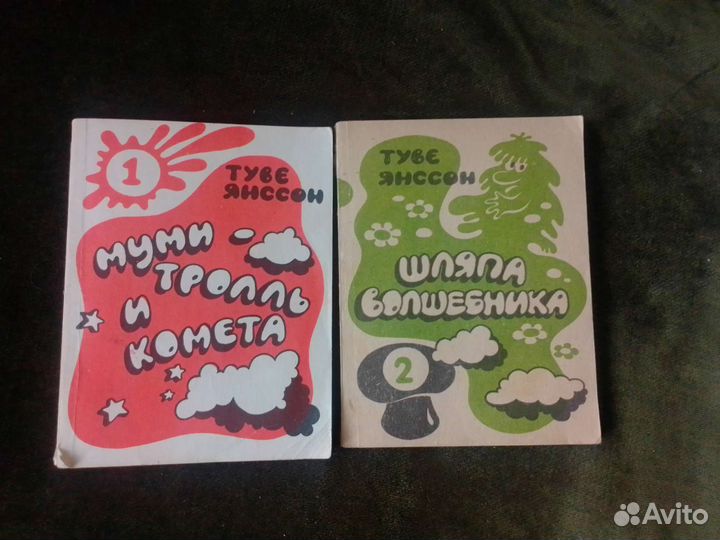 1
ТУВЕ
ЯНССОН
МУМИ
ТРОЛЛЬ
И
КОМЕТА
ТУВЕ
ЯНССОН
ШЛЯПА
ВОЛШЕБНИКА
2
Avito